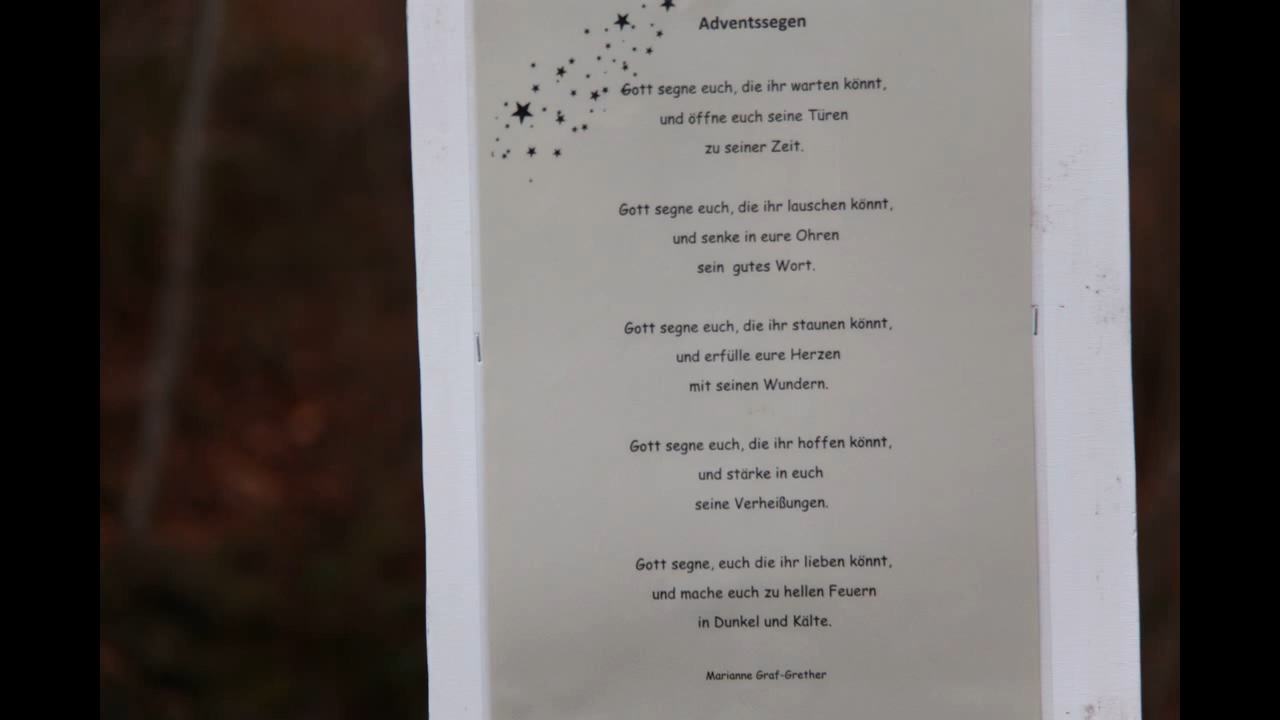 Adventssegen
Gott segne euch, die ihr warten könnt,
und öffne euch seine Türen
zu seiner Zeit.
Gott segne euch, die ihr lauschen könnt,
und senke in eure Ohren
sein gutes Wort.
Gott segne euch, die ihr staunen könnt,
und erfülle eure Herzen
mit seinen Wundern.
Gott segne euch, die ihr hoffen könnt,
und stärke in euch
seine Verheißungen.
Gott segne, euch die ihr lieben könnt,
und mache euch zu hellen Feuern
in Dunkel und Kälte.
Marianne Graf-Grether